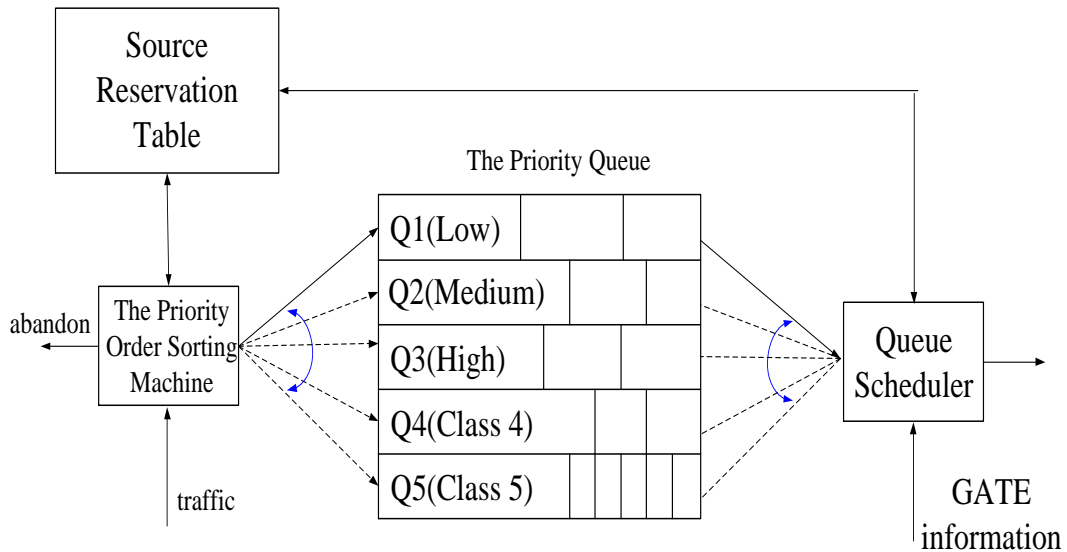 Source
Reservation
Table
The Priority Queue
Q1(Low)
Q2(Medium)
Q3(High)
Q4(Class 4)
Q5(Class 5)
The Priority
Order Sorting
Machine
abandon
traffic
Queue
Scheduler
GATE
information